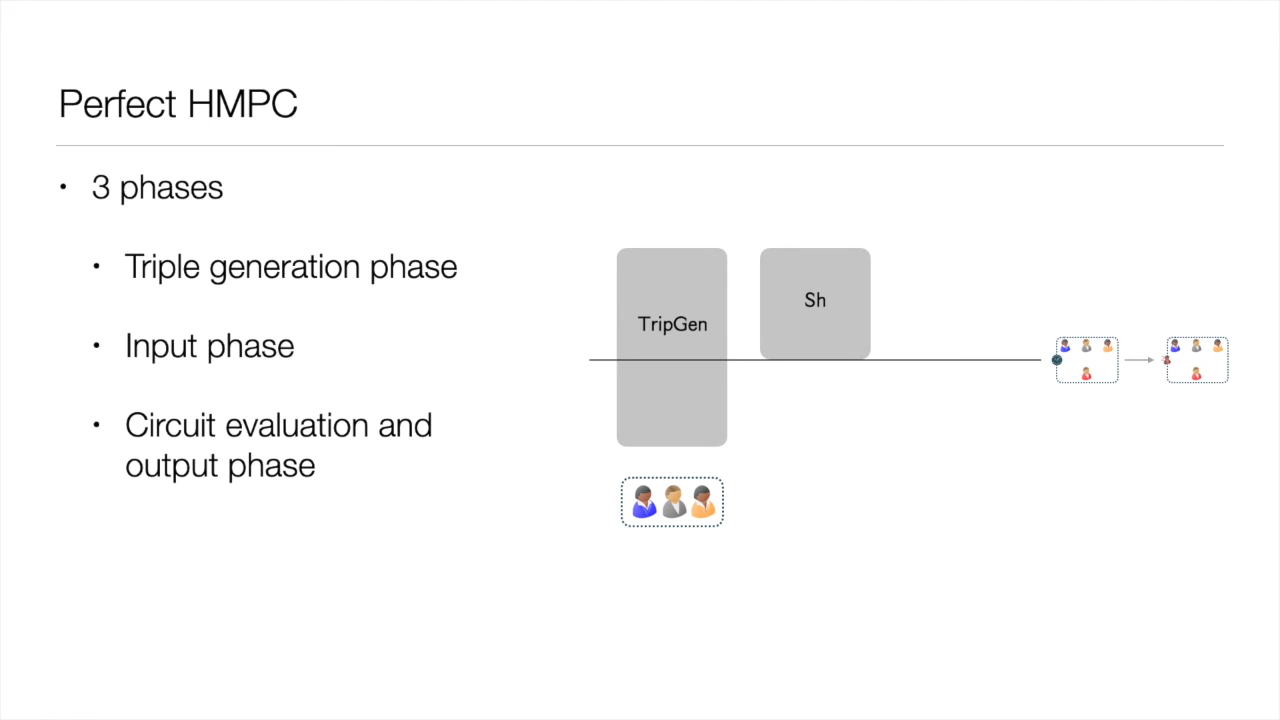 Perfect HMPC
• 3 phases
• Triple generation phase
• Input phase
• Circuit evaluation and
output phase
TripGen
Sh